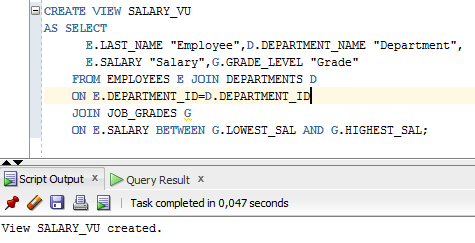 CREATE VIEW SALARY_VU
AS SELECT
E.LAST_NAME "Employee",D.DEPARTMENT_NAME "Department",
E.SALARY "Salary",G.GRADE_LEVEL "Grade"
FROM EMPLOYEES E JOIN DEPARTMENTS D
ON E.DEPARTMENT_ID=D.DEPARTMENT_ID
JOIN JOB_GRADES G
ON E.SALARY BETWEEN G.LOWEST_SAL AND G.HIGHEST_SAL;
Script Output x Query Result x
Task completed in 0,047 seconds
View SALARY_VU created.